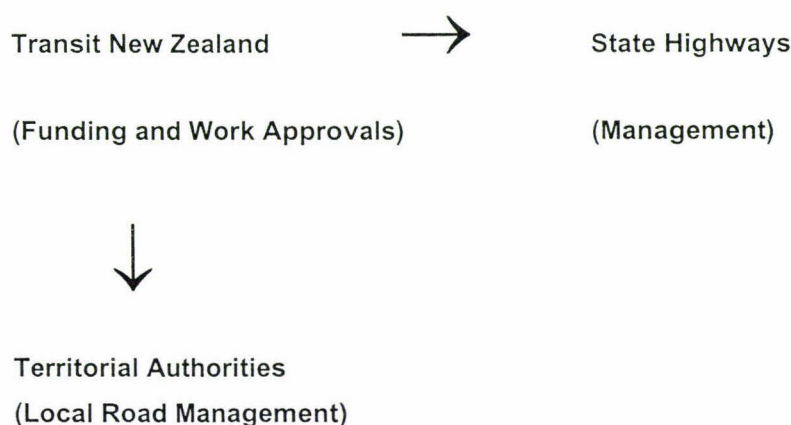 Transit New Zealand → State Highways
(Funding and Work Approvals) (Management)
↓
Territorial Authorities
(Local Road Management)